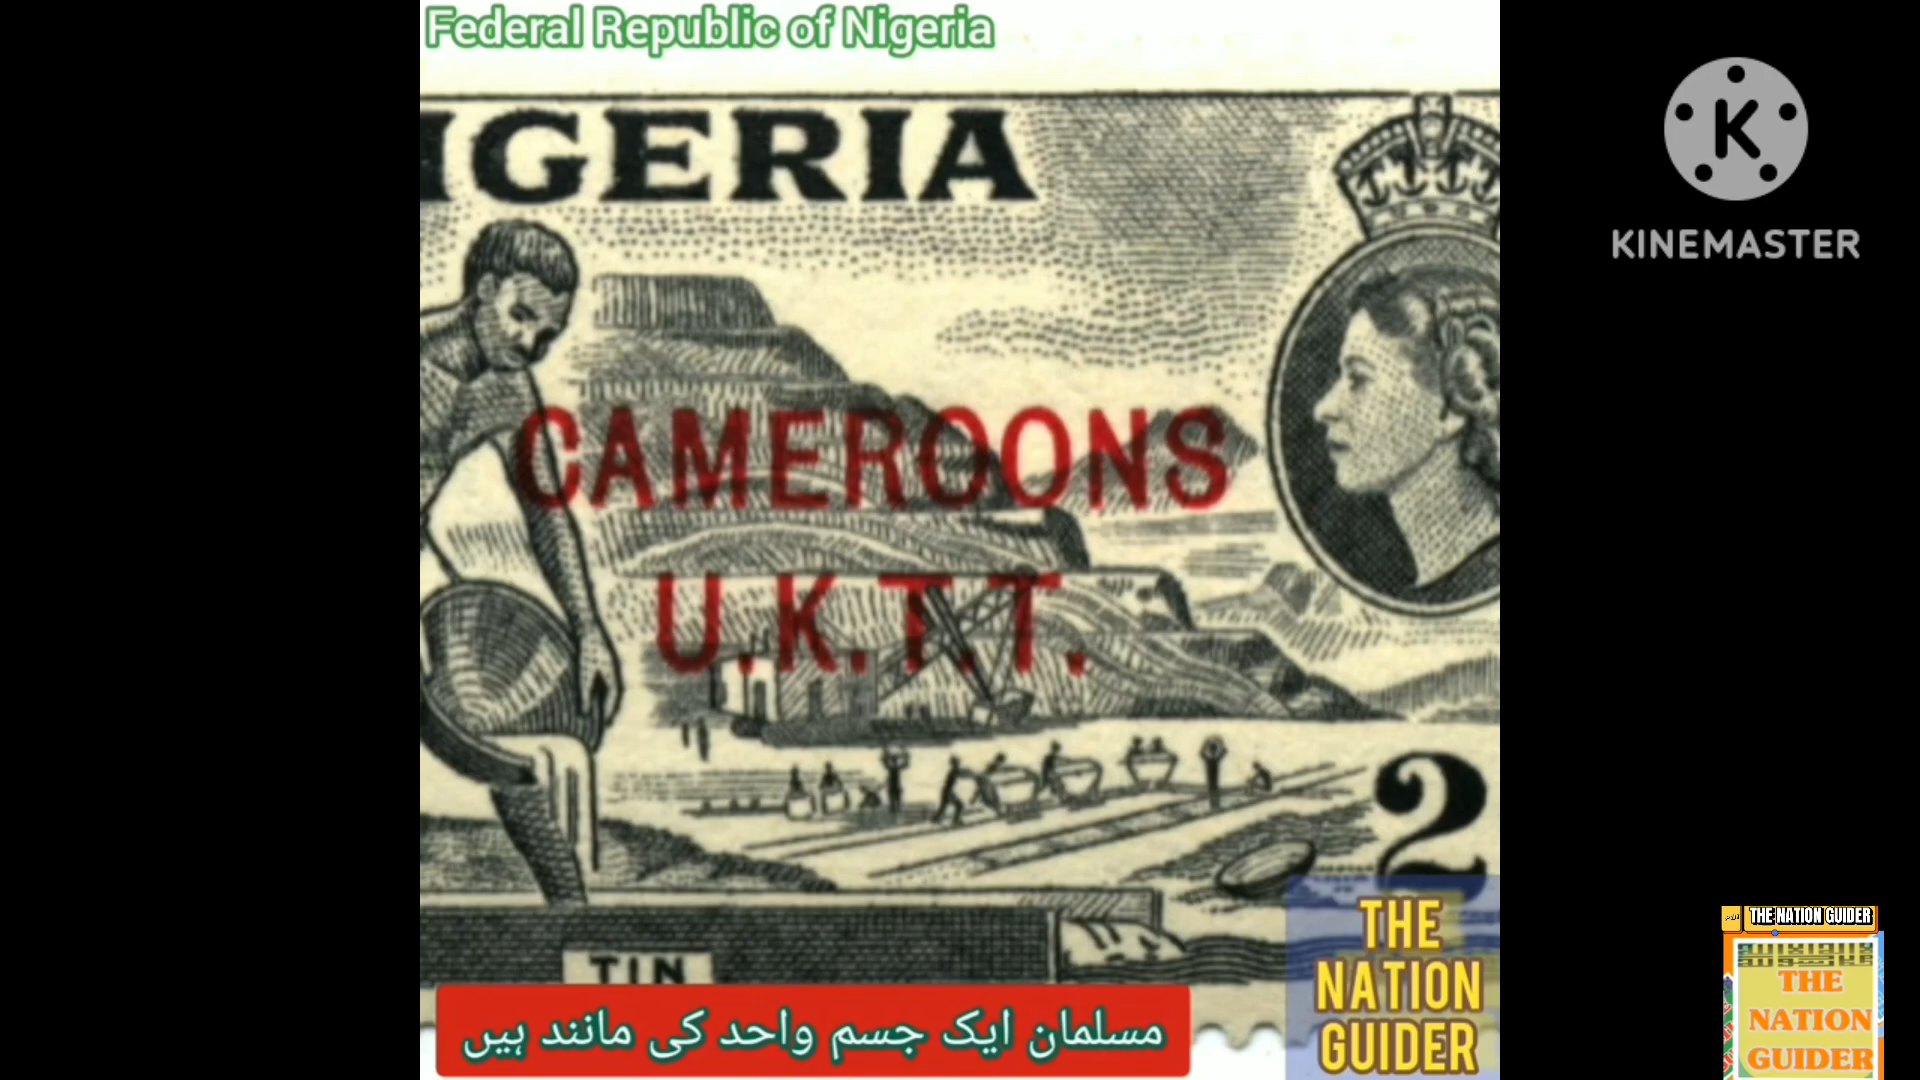 Federal Republic of Nigeria
IGERIA
CAMEROONS
U.K.T.T.
2
TIN
مسلمان ایک جسم واحد کی مانند ہیں
THE
NATION
GUIDER
K
KINEMASTER
THE NATION GUIDER
THE
NATION
GUIDER